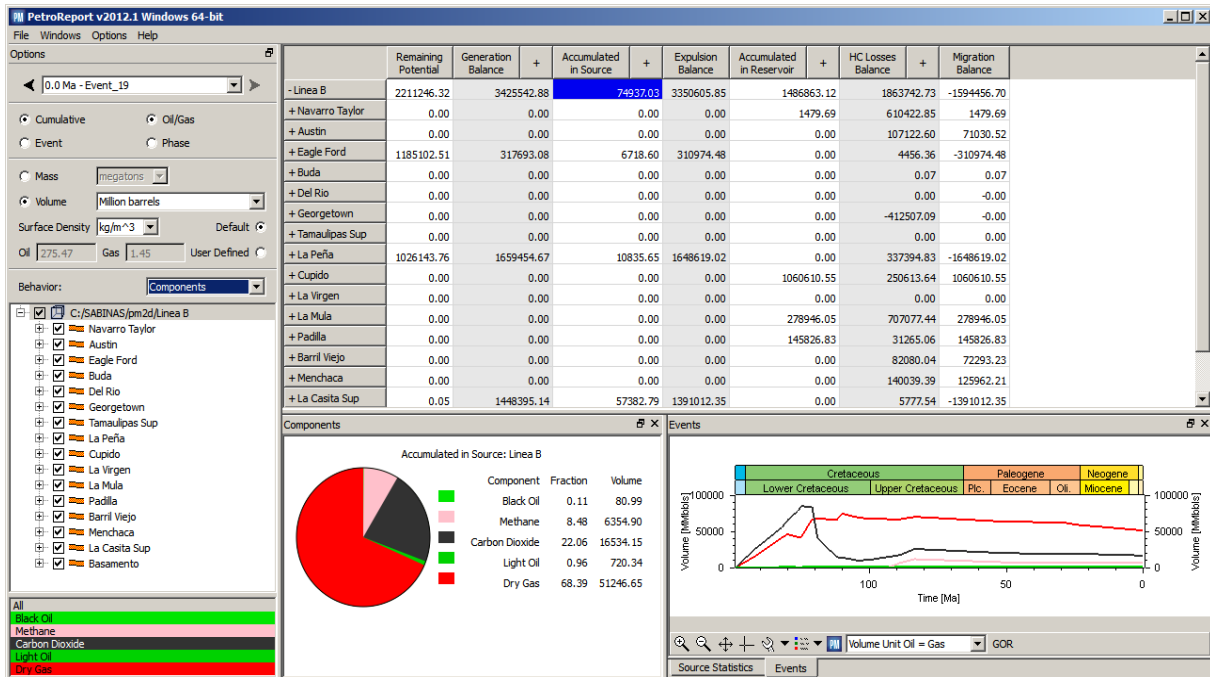 PM PetroReport v2012.1 Windows 64-bit
File Windows Options Help
Options
0.0 Ma - Event_19
Cumulative Oil/Gas
Event Phase
Mass megatons
Volume Million barrels
Surface Density kg/m^3 Default
Oil 275.47 Gas 1.45 User Defined
Behavior: Components
C:/SABINAS/pm2d/Linea B
Navarro Taylor
Austin
Eagle Ford
Buda
Del Rio
Georgetown
Tamaulipas Sup
La Peña
Cupido
La Virgen
La Mula
Padilla
Barril Viejo
Menchaca
La Casita Sup
Basamento
All
Black Oil
Methane
Carbon Dioxide
Light Oil
Dry Gas
Remaining Potential Generation Balance + Accumulated in Source + Expulsion Balance Accumulated in Reservoir + HC Losses Balance + Migration Balance
- Linea B 2211246.32 3425542.88 74937.03 3350605.85 1486863.12 1863742.73 -1594456.70
+ Navarro Taylor 0.00 0.00 0.00 0.00 1479.69 610422.85 1479.69
+ Austin 0.00 0.00 0.00 0.00 0.00 107122.60 71030.52
+ Eagle Ford 1185102.51 317693.08 6718.60 310974.48 0.00 4456.36 -310974.48
+ Buda 0.00 0.00 0.00 0.00 0.00 0.07 0.07
+ Del Rio 0.00 0.00 0.00 0.00 0.00 0.00 -0.00
+ Georgetown 0.00 0.00 0.00 0.00 0.00 -412507.09 -0.00
+ Tamaulipas Sup 0.00 0.00 0.00 0.00 0.00 0.00 0.00
+ La Peña 1026143.76 1659454.67 10835.65 1648619.02 0.00 337394.83 -1648619.02
+ Cupido 0.00 0.00 0.00 0.00 1060610.55 250613.64 1060610.55
+ La Virgen 0.00 0.00 0.00 0.00 0.00 0.00 0.00
+ La Mula 0.00 0.00 0.00 0.00 278946.05 707077.44 278946.05
+ Padilla 0.00 0.00 0.00 0.00 145826.83 31265.06 145826.83
+ Barril Viejo 0.00 0.00 0.00 0.00 0.00 82080.04 72293.23
+ Menchaca 0.00 0.00 0.00 0.00 0.00 140039.39 125962.21
+ La Casita Sup 0.05 1448395.14 57382.79 1391012.35 0.00 5777.54 -1391012.35
Components
Accumulated in Source: Linea B
Component Fraction Volume
Black Oil 0.11 80.99
Methane 8.48 6354.90
Carbon Dioxide 22.06 16534.15
Light Oil 0.96 720.34
Dry Gas 68.39 51246.65
Events
Cretaceous Paleogene Neogene
Lower Cretaceous Upper Cretaceous Plc. Eocene Oli. Miocene
Volume [MMbbls]
100000
50000
0
100000
50000
0
Volume [MMbbls]
100 50 0
Time [Ma]
PM Volume Unit Oil = Gas GOR
Source Statistics Events